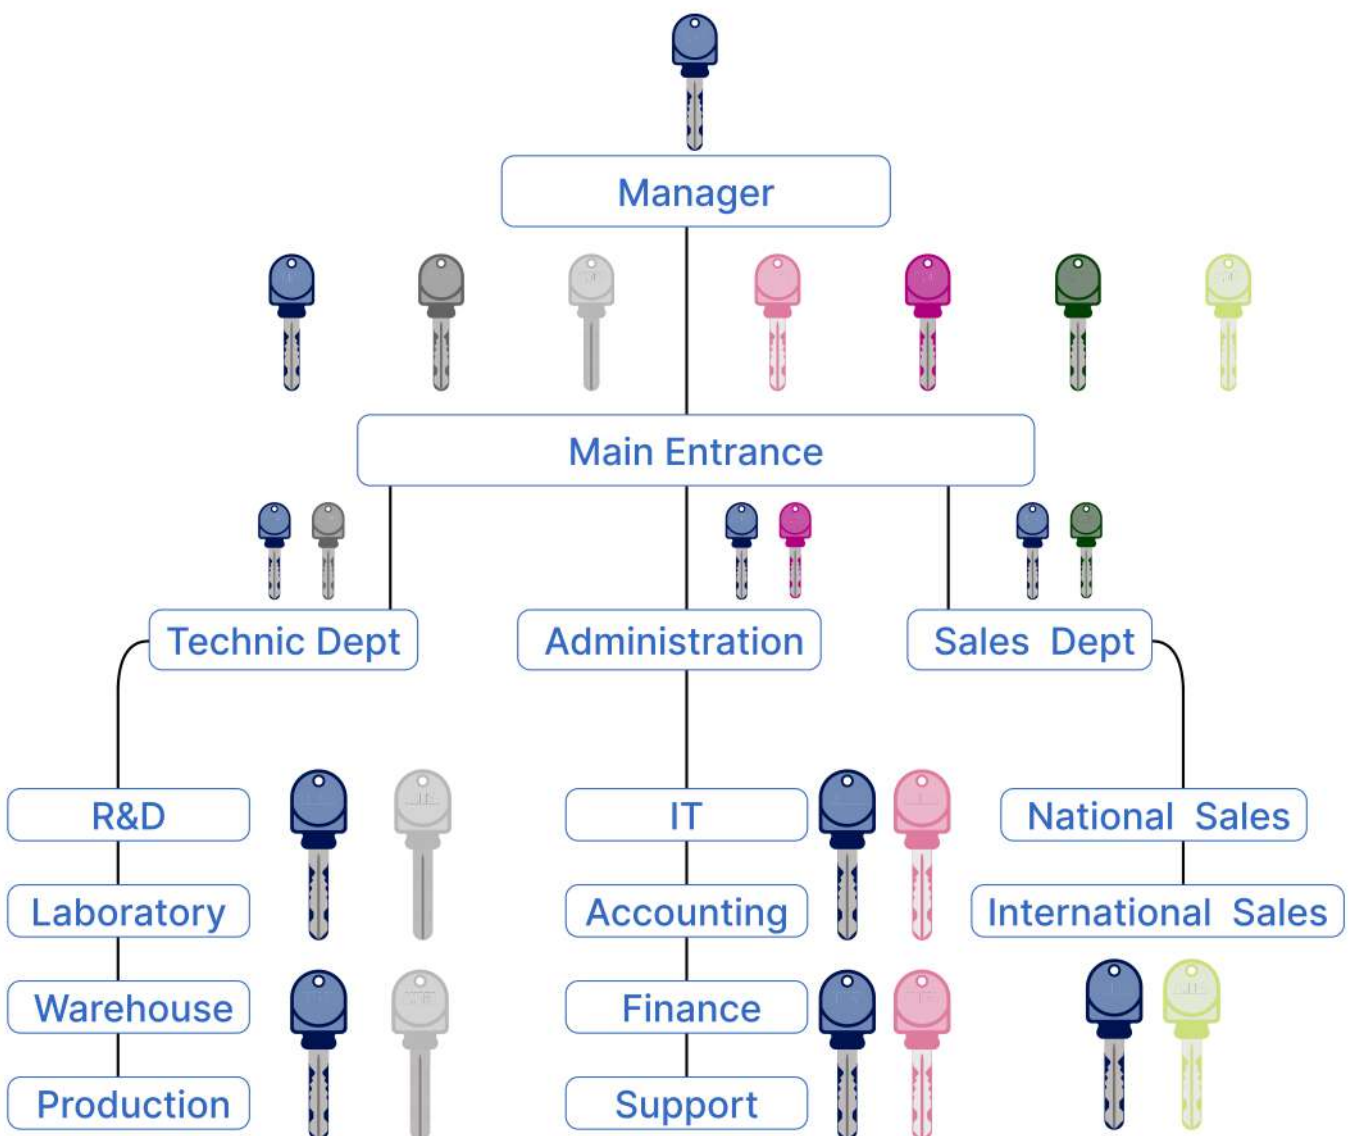 Manager
Main Entrance
Technic Dept
Administration
Sales Dept
R&D
IT
National Sales
Laboratory
Accounting
International Sales
Warehouse
Finance
Production
Support